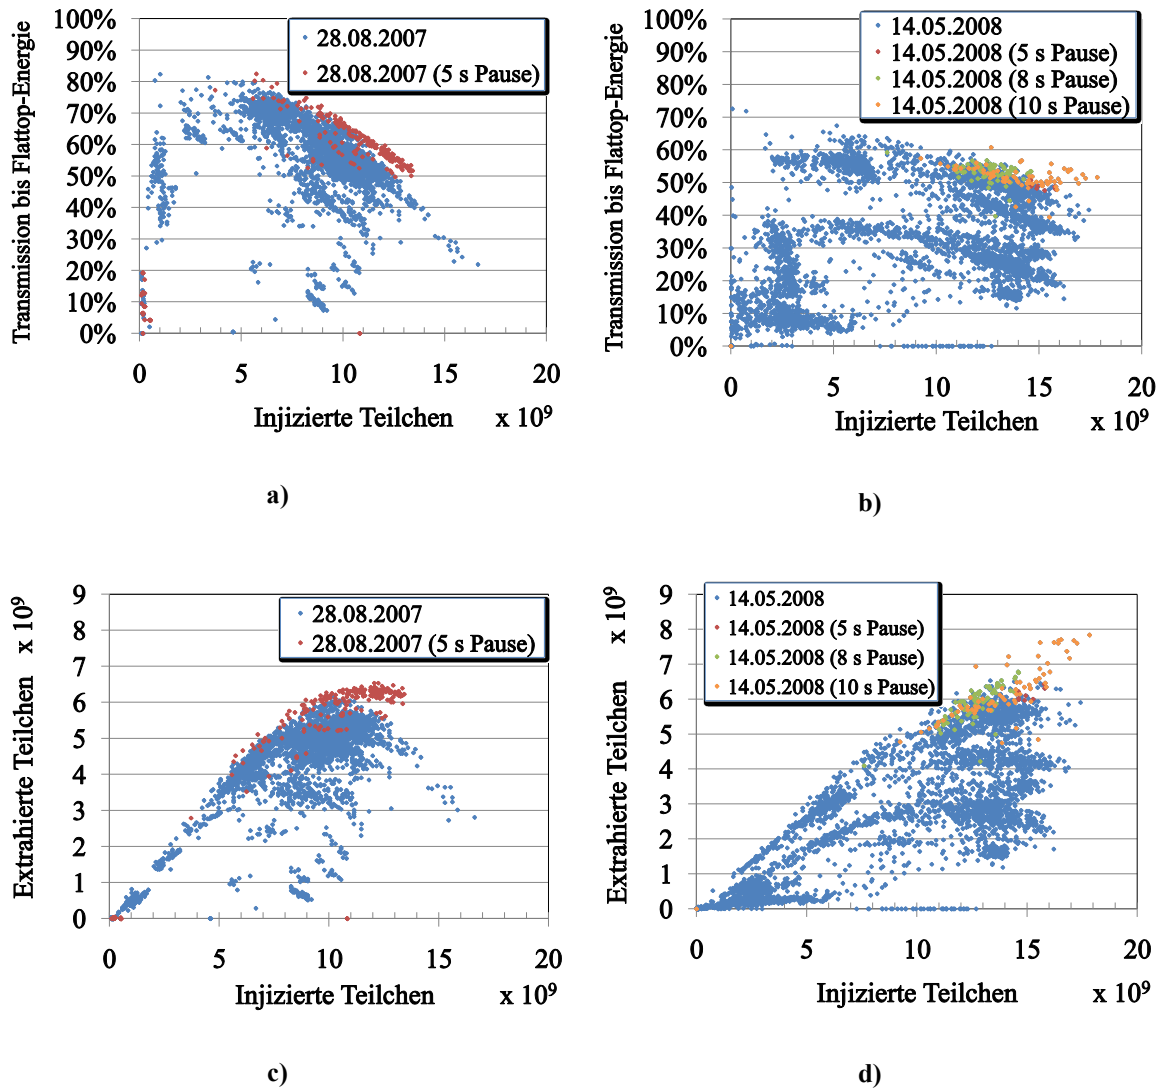 Transmission bis Flattop-Energie
100%
90%
80%
70%
60%
50%
40%
30%
20%
10%
0%
28.08.2007
28.08.2007 (5 s Pause)
0 5 10 15 20
Injizierte Teilchen x 10⁹
a)
Transmission bis Flattop-Energie
100%
90%
80%
70%
60%
50%
40%
30%
20%
10%
0%
14.05.2008
14.05.2008 (5 s Pause)
14.05.2008 (8 s Pause)
14.05.2008 (10 s Pause)
0 5 10 15 20
Injizierte Teilchen x 10⁹
b)
Extrahierte Teilchen x 10⁹
9
8
7
6
5
4
3
2
1
0
28.08.2007
28.08.2007 (5 s Pause)
0 5 10 15 20
Injizierte Teilchen x 10⁹
c)
Extrahierte Teilchen x 10⁹
9
8
7
6
5
4
3
2
1
0
14.05.2008
14.05.2008 (5 s Pause)
14.05.2008 (8 s Pause)
14.05.2008 (10 s Pause)
0 5 10 15 20
Injizierte Teilchen x 10⁹
d)